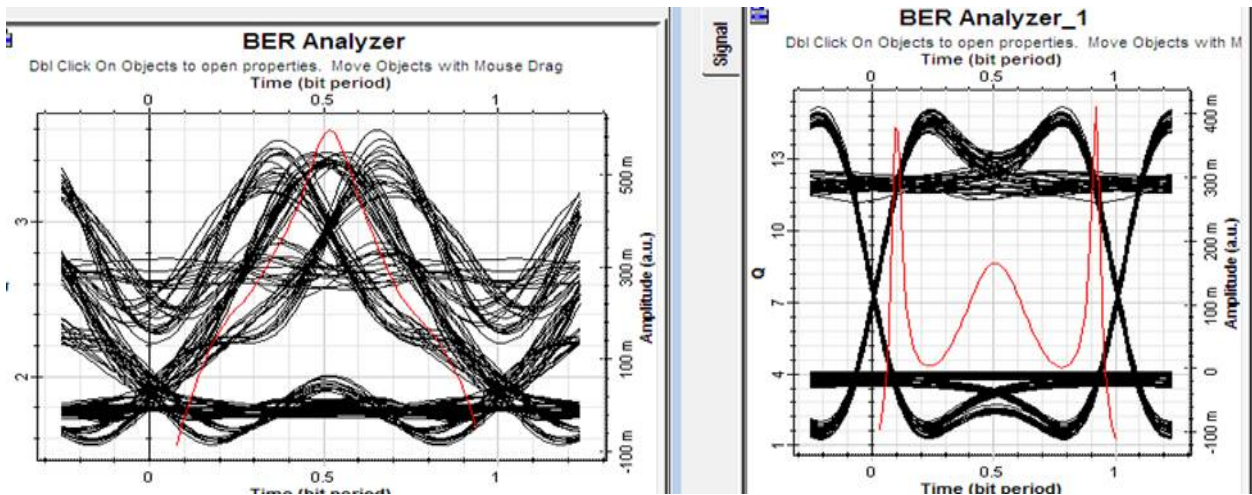 BER Analyzer
Dbl Click On Objects to open properties. Move Objects with Mouse Drag
Time (bit period)
0 0.5 1
3
2
500 m
300 m
100 m
-100 m
Amplitude (a.u.)
0 0.5 1
Time (bit period)
Signal
BER Analyzer_1
Dbl Click On Objects to open properties. Move Objects with M
Time (bit period)
0 0.5 1
Q
13
10
7
4
1
400 m
300 m
200 m
100 m
0
-100 m
Amplitude (a.u.)
0 0.5 1
Time (bit period)